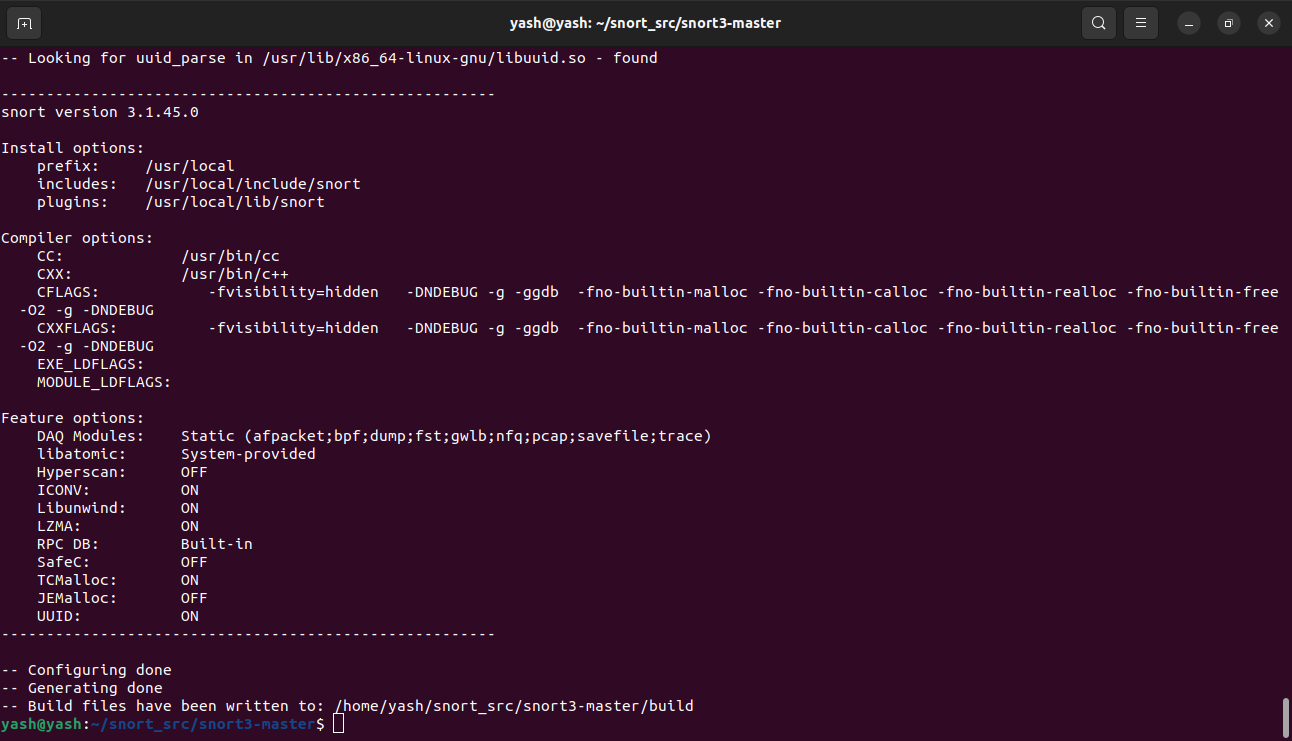 yash@yash: ~/snort_src/snort3-master
-- Looking for uuid_parse in /usr/lib/x86_64-linux-gnu/libuuid.so - found
-------------------------------------------------------
snort version 3.1.45.0
Install options:
    prefix:     /usr/local
    includes:   /usr/local/include/snort
    plugins:    /usr/local/lib/snort
Compiler options:
    CC:             /usr/bin/cc
    CXX:            /usr/bin/c++
    CFLAGS:            -fvisibility=hidden   -DNDEBUG -g -ggdb  -fno-builtin-malloc -fno-builtin-calloc -fno-builtin-realloc -fno-builtin-free
  -O2 -g -DNDEBUG
    CXXFLAGS:          -fvisibility=hidden   -DNDEBUG -g -ggdb  -fno-builtin-malloc -fno-builtin-calloc -fno-builtin-realloc -fno-builtin-free
  -O2 -g -DNDEBUG
    EXE_LDFLAGS:
    MODULE_LDFLAGS:
Feature options:
    DAQ Modules:    Static (afpacket;bpf;dump;fst;gwlb;nfq;pcap;savefile;trace)
    libatomic:      System-provided
    Hyperscan:      OFF
    ICONV:          ON
    Libunwind:      ON
    LZMA:           ON
    RPC DB:         Built-in
    SafeC:          OFF
    TCMalloc:       ON
    JEMalloc:       OFF
    UUID:           ON
-------------------------------------------------------
-- Configuring done
-- Generating done
-- Build files have been written to: /home/yash/snort_src/snort3-master/build
yash@yash:~/snort_src/snort3-master$